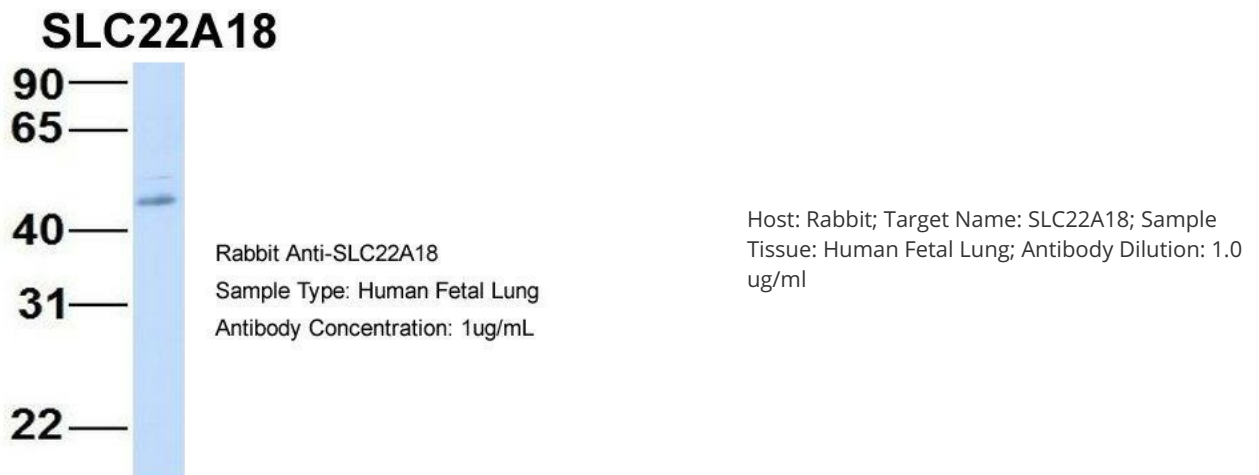 SLC22A18
90
65
40
31
22
Rabbit Anti-SLC22A18
Sample Type: Human Fetal Lung
Antibody Concentration: 1ug/mL
Host: Rabbit; Target Name: SLC22A18; Sample
Tissue: Human Fetal Lung; Antibody Dilution: 1.0
ug/ml